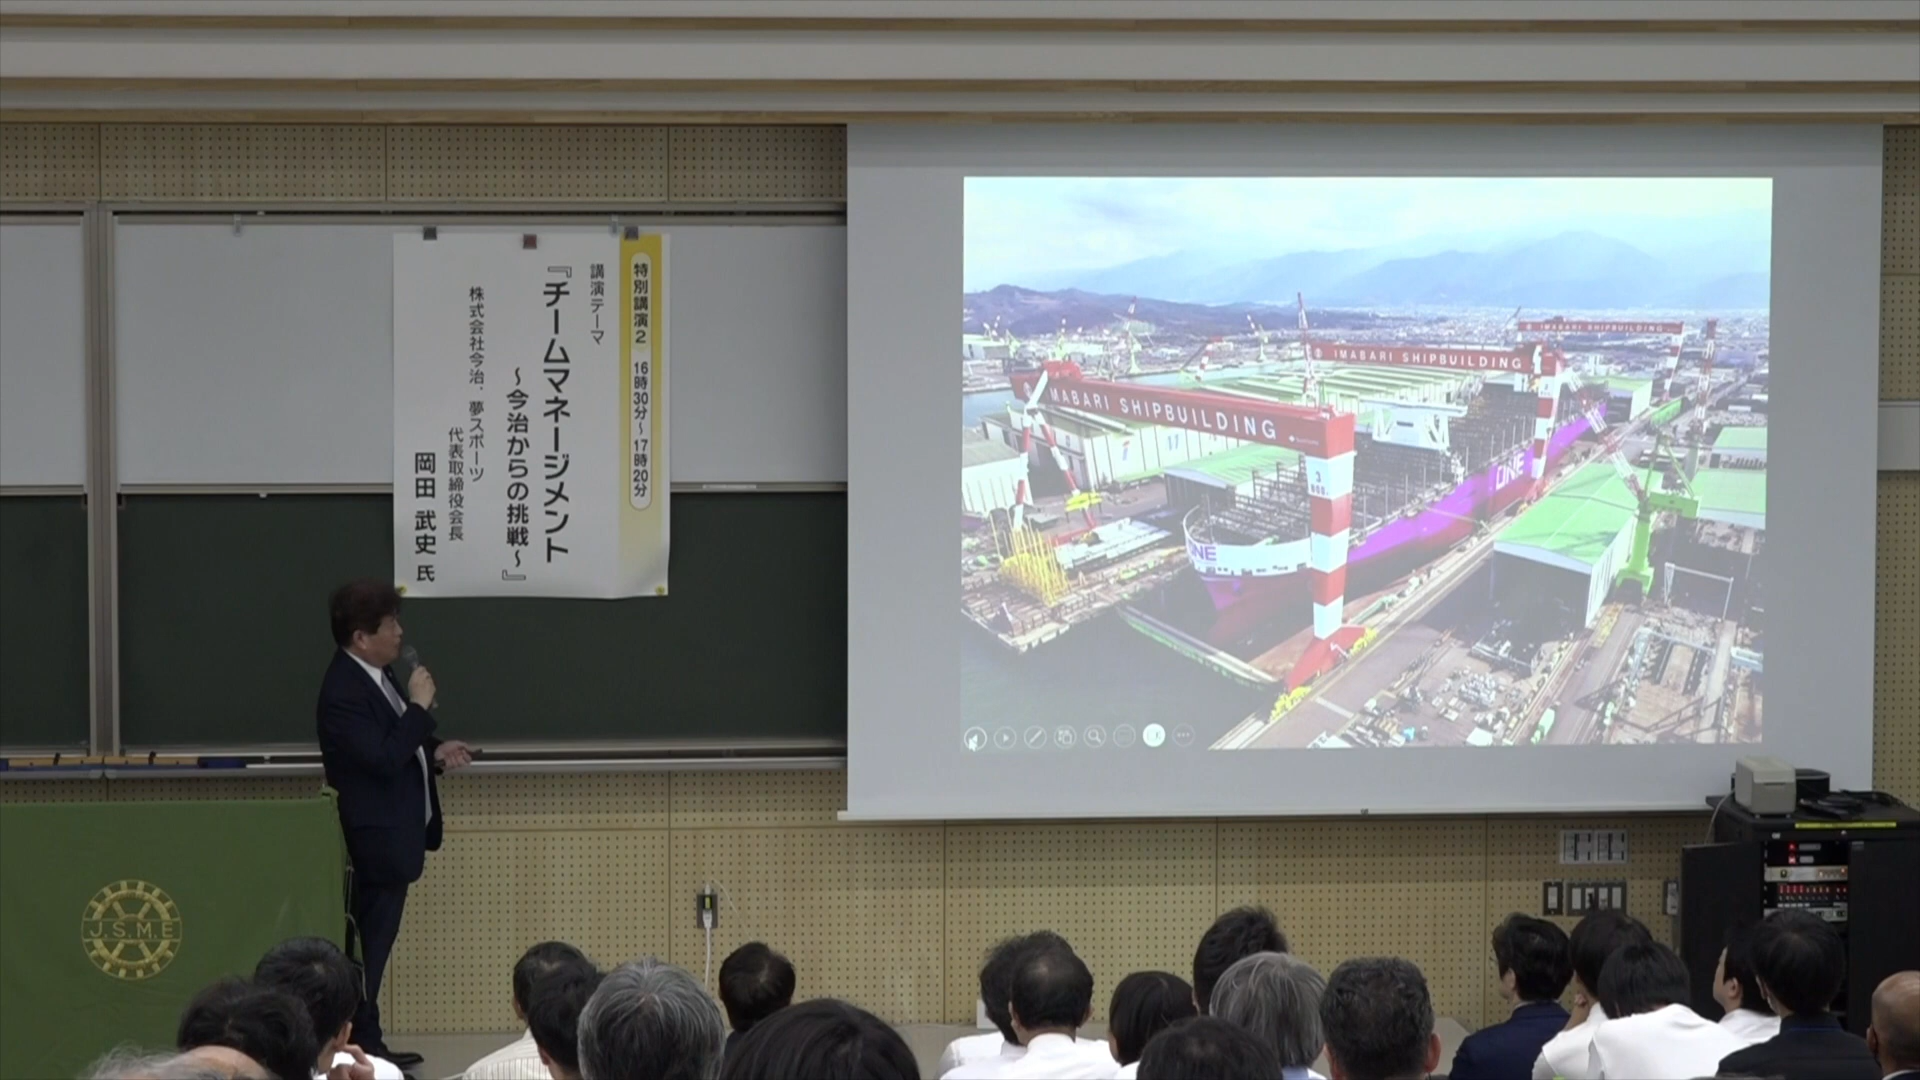 特別講演2 16時30分～17時20分
講演テーマ
『チームマネージメント
～今治からの挑戦～』
株式会社今治．夢スポーツ
代表取締役会長
岡田 武史 氏
IMABARI SHIPBUILDING
IMABARI SHIPBUILDING
MABARI SHIPBUILDING
ONE
ONE
3
J.S.M.E